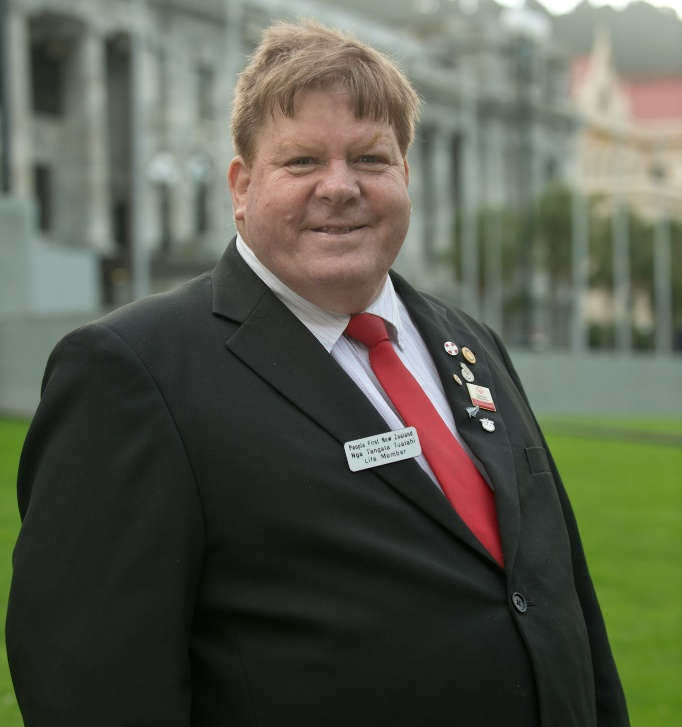 People First New Zealand
Nga Tangata Tuatahi
Life Member